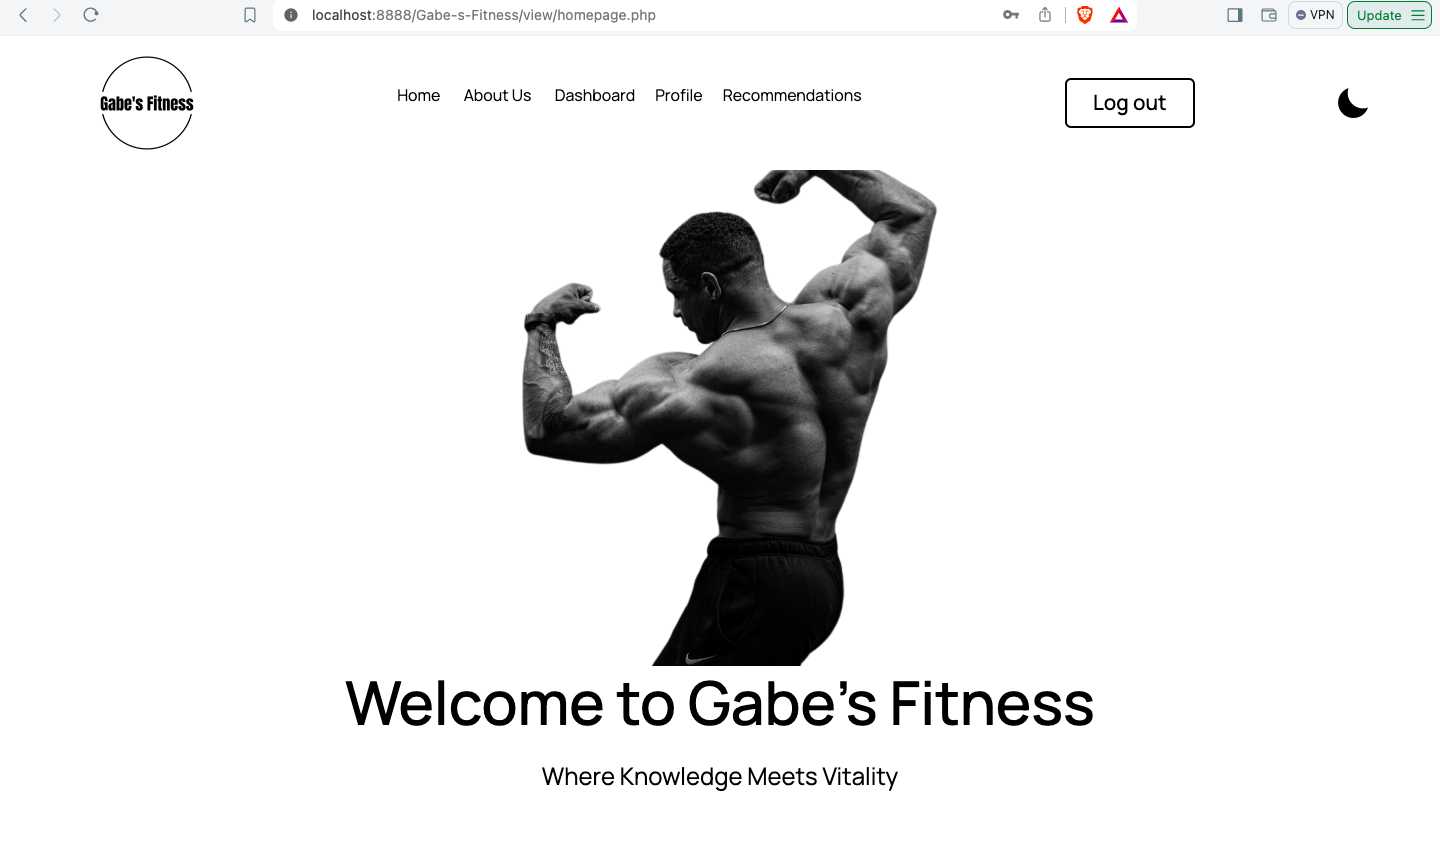 localhost:8888/Gabe-s-Fitness/view/homepage.php
VPN
Update
Gabe's Fitness
Home About Us Dashboard Profile Recommendations
Log out
Welcome to Gabe's Fitness
Where Knowledge Meets Vitality